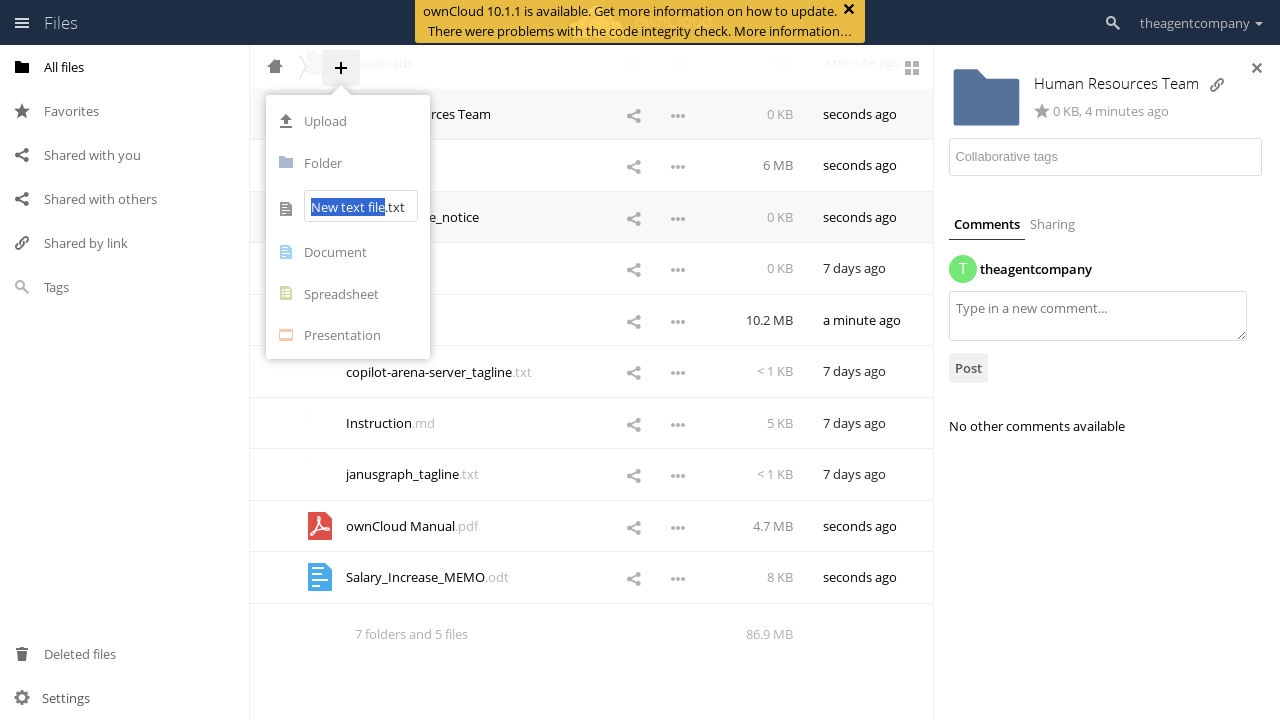 Files
ownCloud 10.1.1 is available. Get more information on how to update.
There were problems with the code integrity check. More information…
theagentcompany
All files
Favorites
Shared with you
Shared with others
Shared by link
Tags
Deleted files
Settings
a minute ago
Upload
Folder
New text file.txt
Document
Spreadsheet
Presentation
rces Team 0 KB seconds ago
6 MB seconds ago
e_notice 0 KB seconds ago
0 KB 7 days ago
10.2 MB a minute ago
copilot-arena-server_tagline.txt < 1 KB 7 days ago
Instruction.md 5 KB 7 days ago
janusgraph_tagline.txt < 1 KB 7 days ago
ownCloud Manual.pdf 4.7 MB seconds ago
Salary_Increase_MEMO.odt 8 KB seconds ago
7 folders and 5 files 86.9 MB
Human Resources Team
0 KB, 4 minutes ago
Collaborative tags
Comments Sharing
T theagentcompany
Type in a new comment...
Post
No other comments available